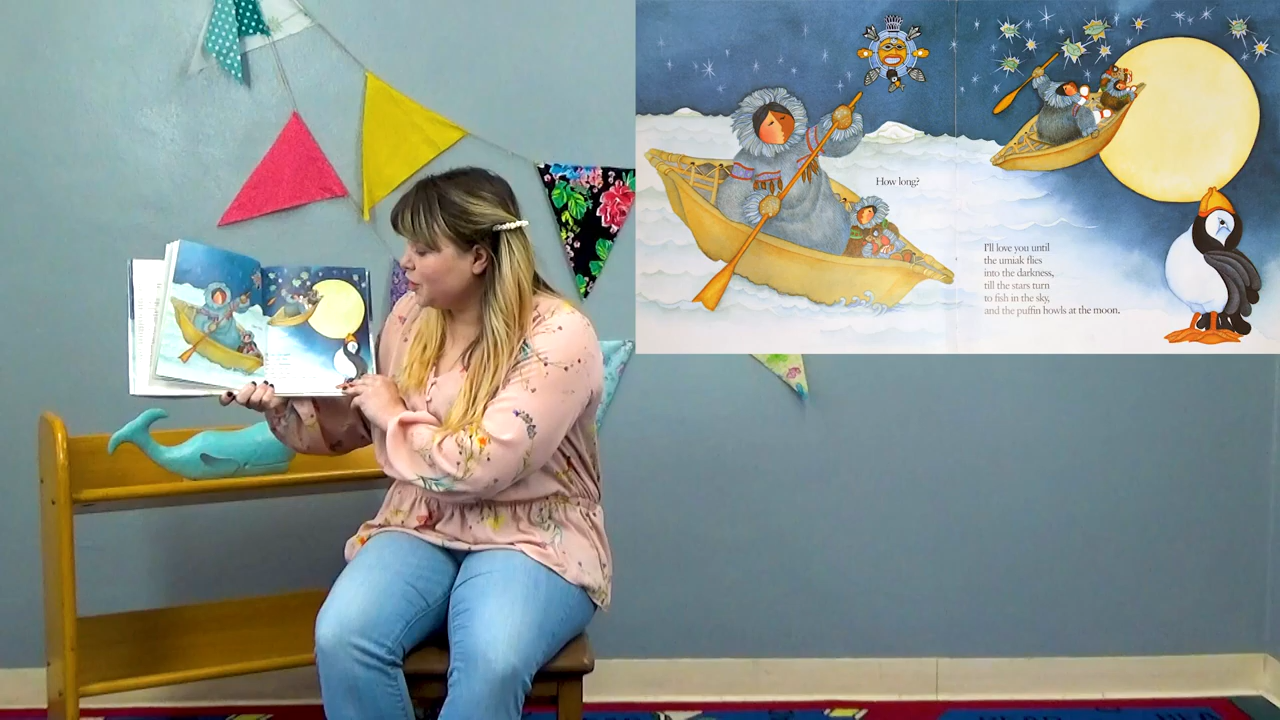 How long?
I'll love you until
the umiak flies
into the darkness,
till the stars turn
to fish in the sky,
and the puffin howls at the moon.